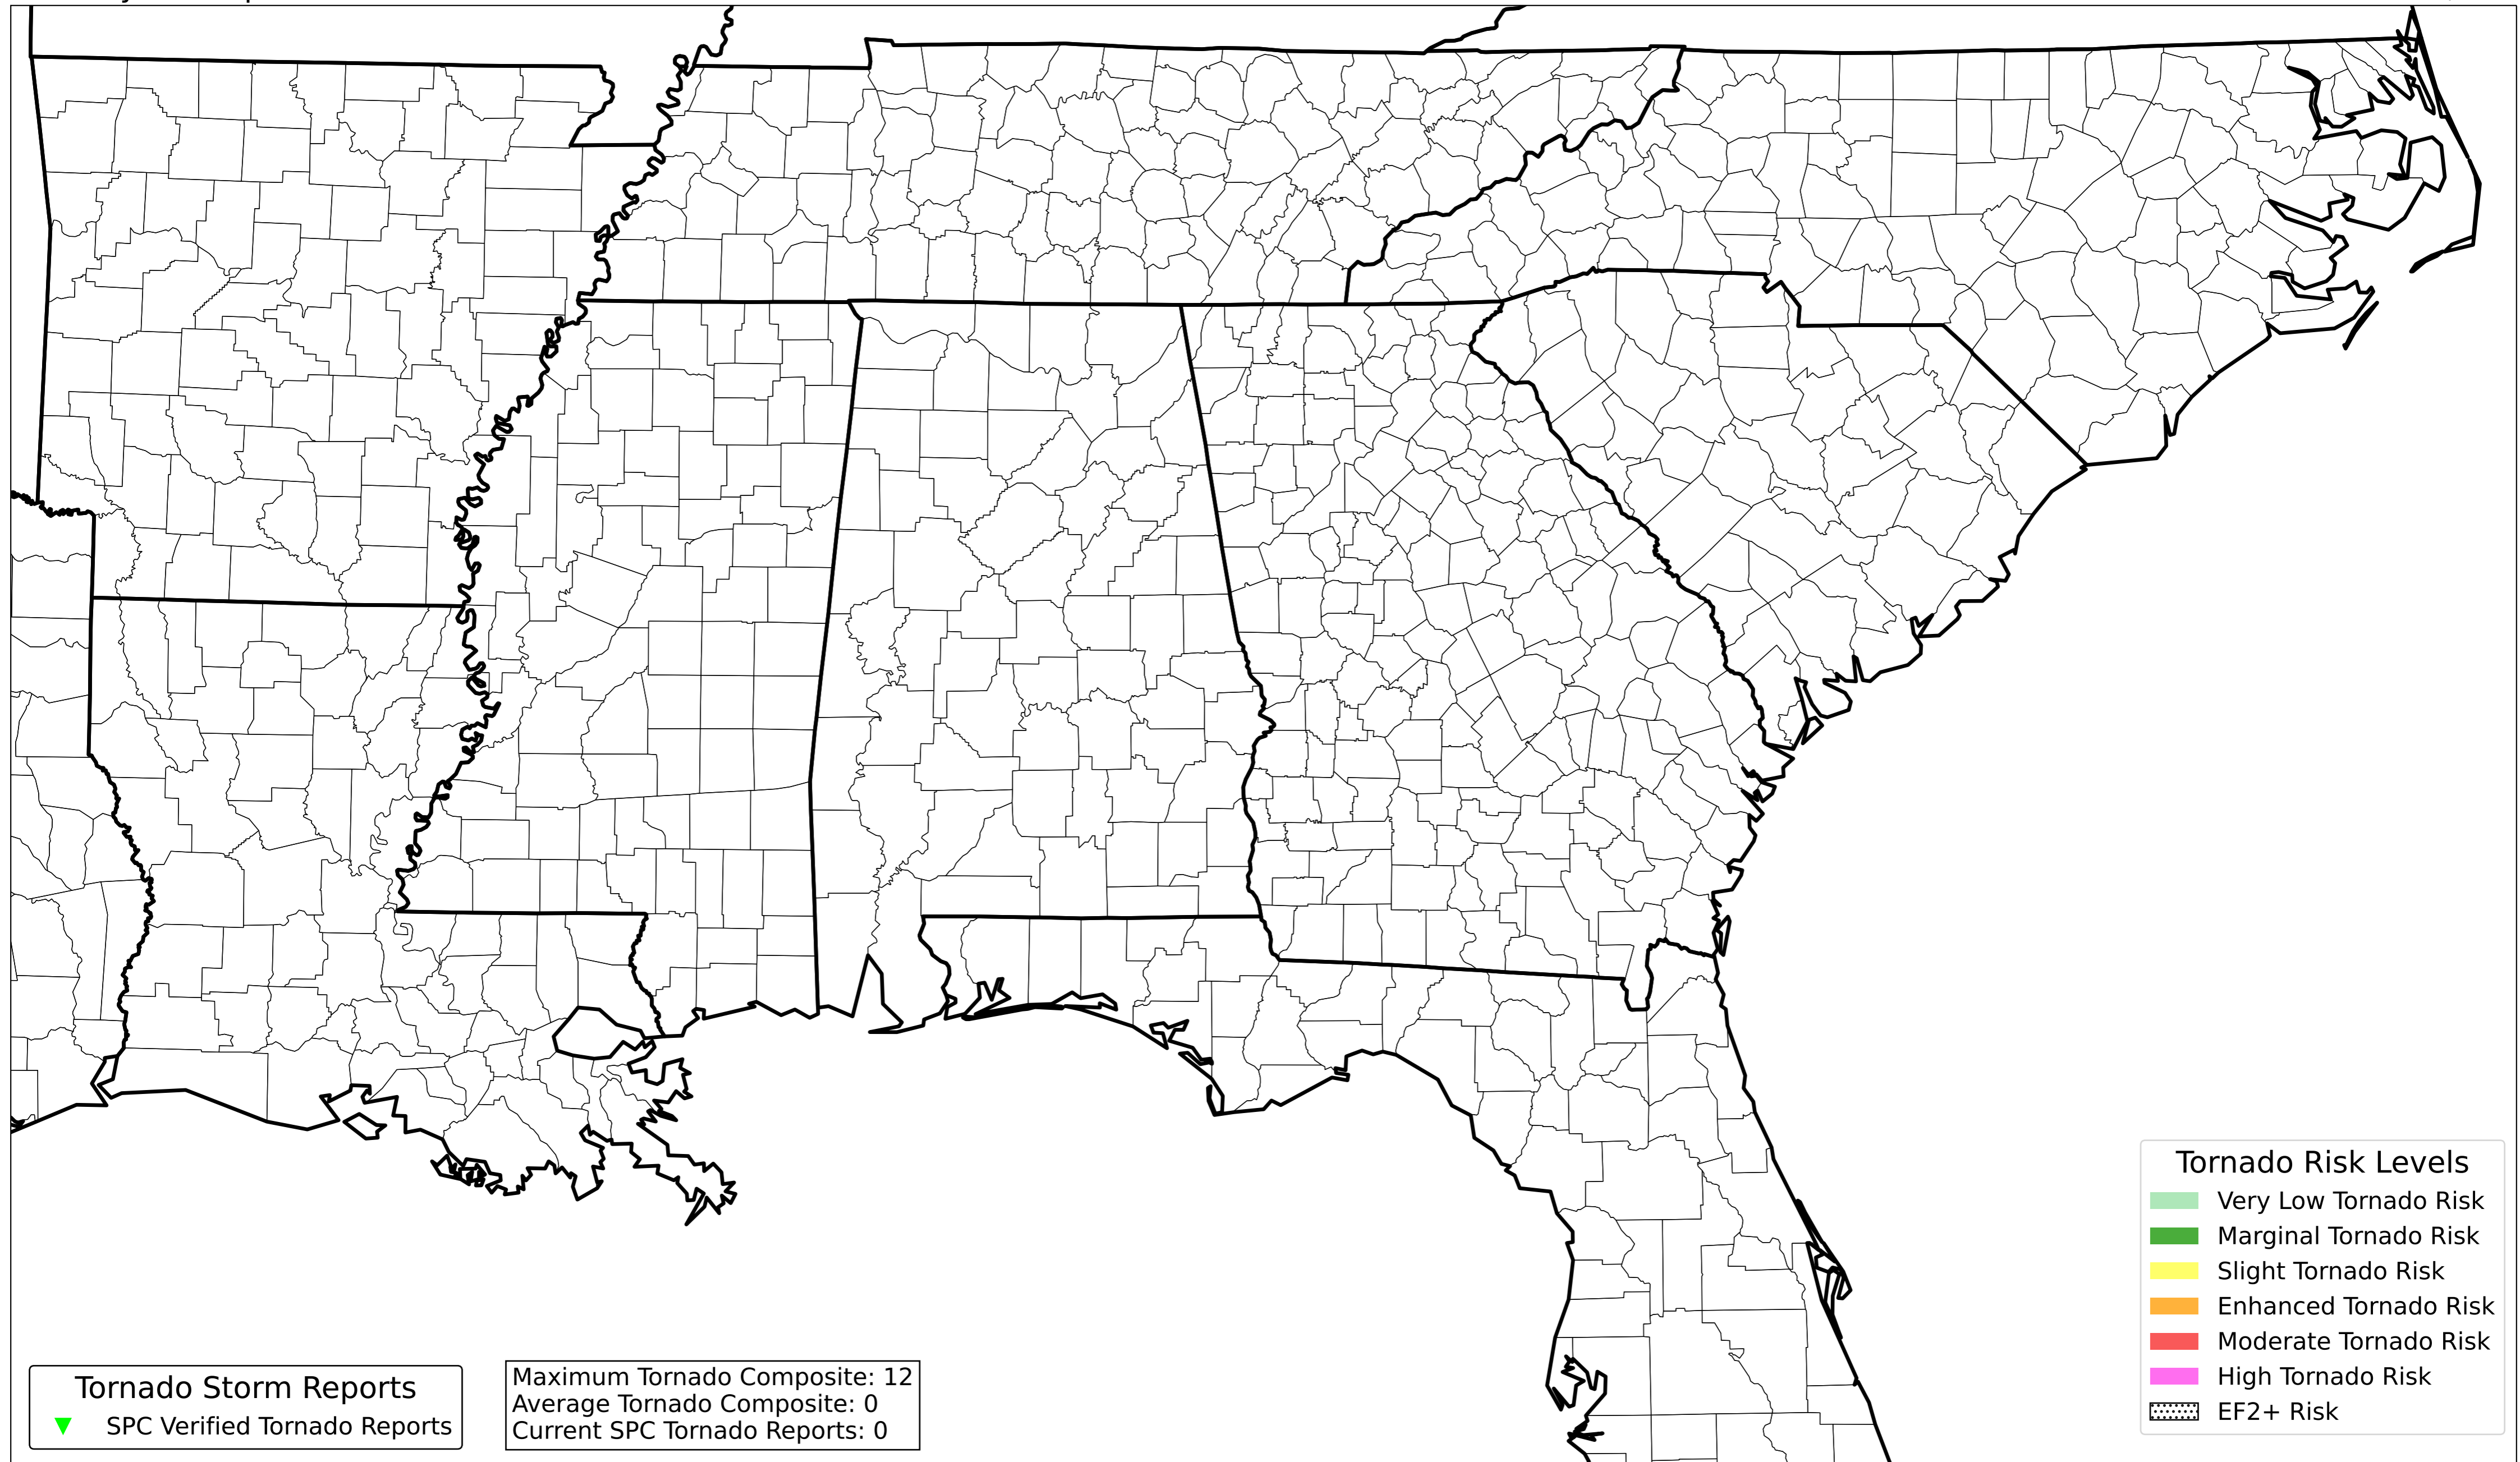 Tornado Storm Reports
SPC Verified Tornado Reports
Maximum Tornado Composite: 12
Average Tornado Composite: 0
Current SPC Tornado Reports: 0
Tornado Risk Levels
Very Low Tornado Risk
Marginal Tornado Risk
Slight Tornado Risk
Enhanced Tornado Risk
Moderate Tornado Risk
High Tornado Risk
EF2+ Risk